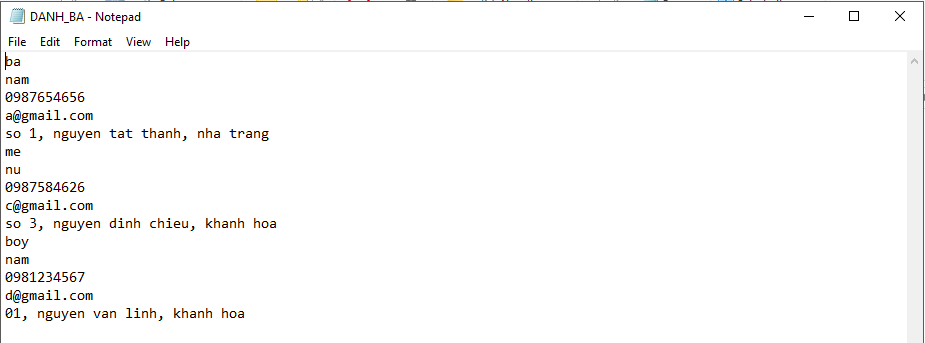 DANH_BA - Notepad
File Edit Format View Help
ba
nam
0987654656
a@gmail.com
so 1, nguyen tat thanh, nha trang
me
nu
0987584626
c@gmail.com
so 3, nguyen dinh chieu, khanh hoa
boy
nam
0981234567
d@gmail.com
01, nguyen van linh, khanh hoa